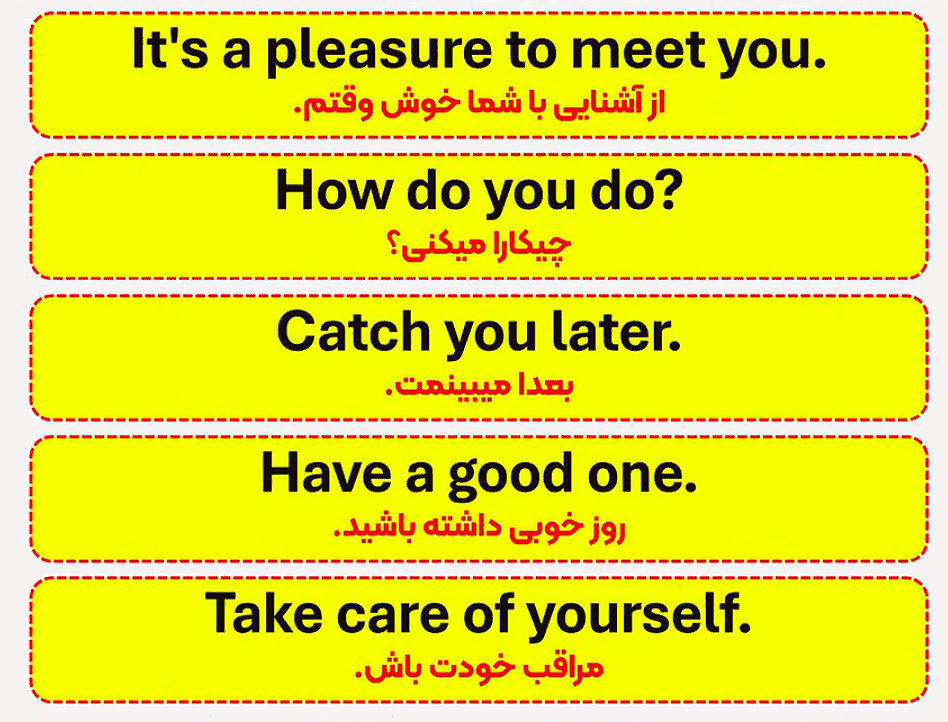 It's a pleasure to meet you.
از آشنایی با شما خوش وقتم.
How do you do?
چیکارا میکنی؟
Catch you later.
بعدا میبینمت.
Have a good one.
روز خوبی داشته باشید.
Take care of yourself.
مراقب خودت باش.